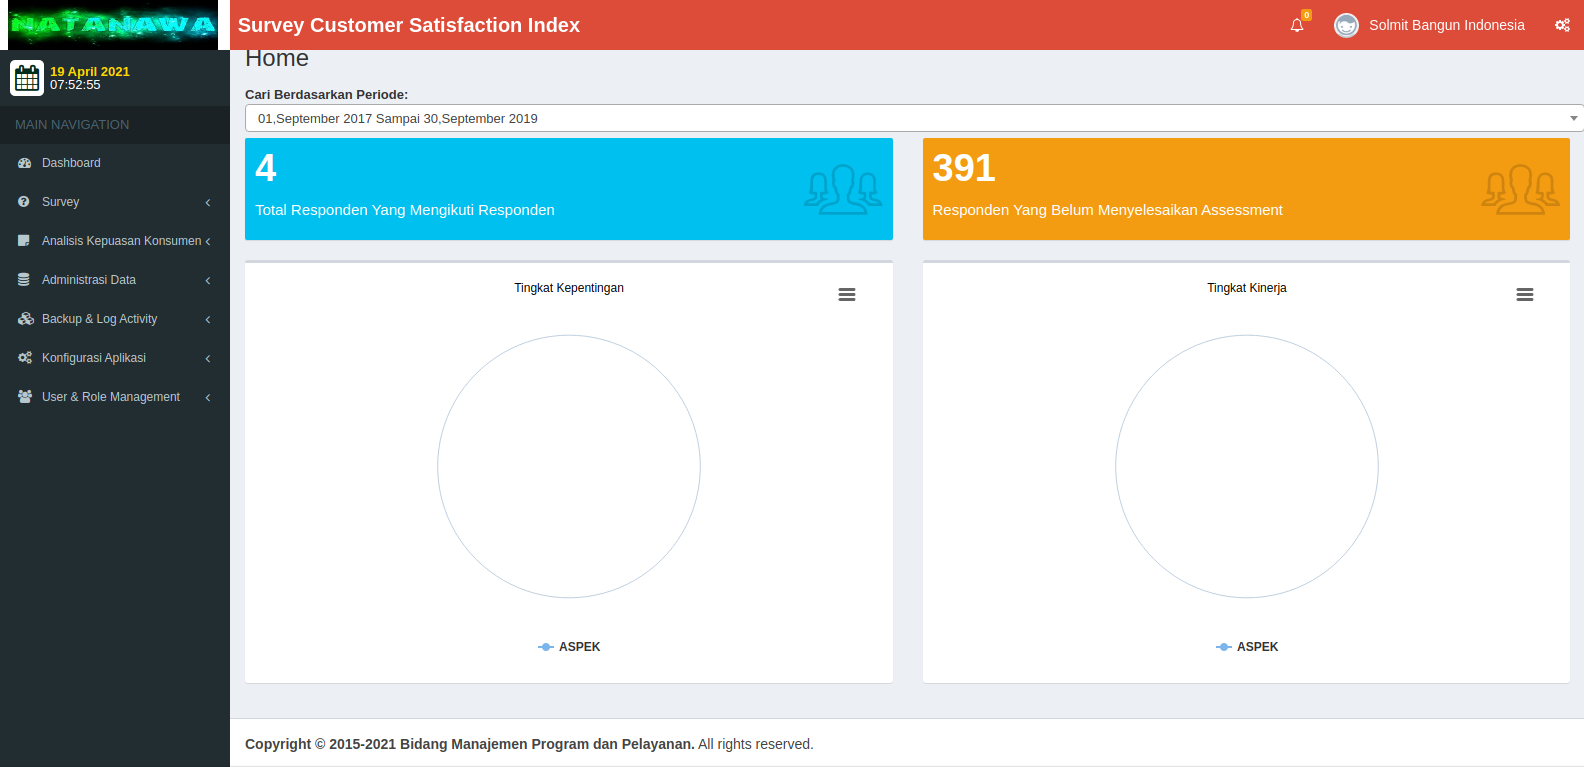 NATANAWA
Survey Customer Satisfaction Index
0
Solmit Bangun Indonesia
19 April 2021
07:52:55
MAIN NAVIGATION
Dashboard
Survey
Analisis Kepuasan Konsumen
Administrasi Data
Backup & Log Activity
Konfigurasi Aplikasi
User & Role Management
Home
Cari Berdasarkan Periode:
01,September 2017 Sampai 30,September 2019
4
Total Responden Yang Mengikuti Responden
391
Responden Yang Belum Menyelesaikan Assessment
Tingkat Kepentingan
ASPEK
Tingkat Kinerja
ASPEK
Copyright © 2015-2021 Bidang Manajemen Program dan Pelayanan. All rights reserved.